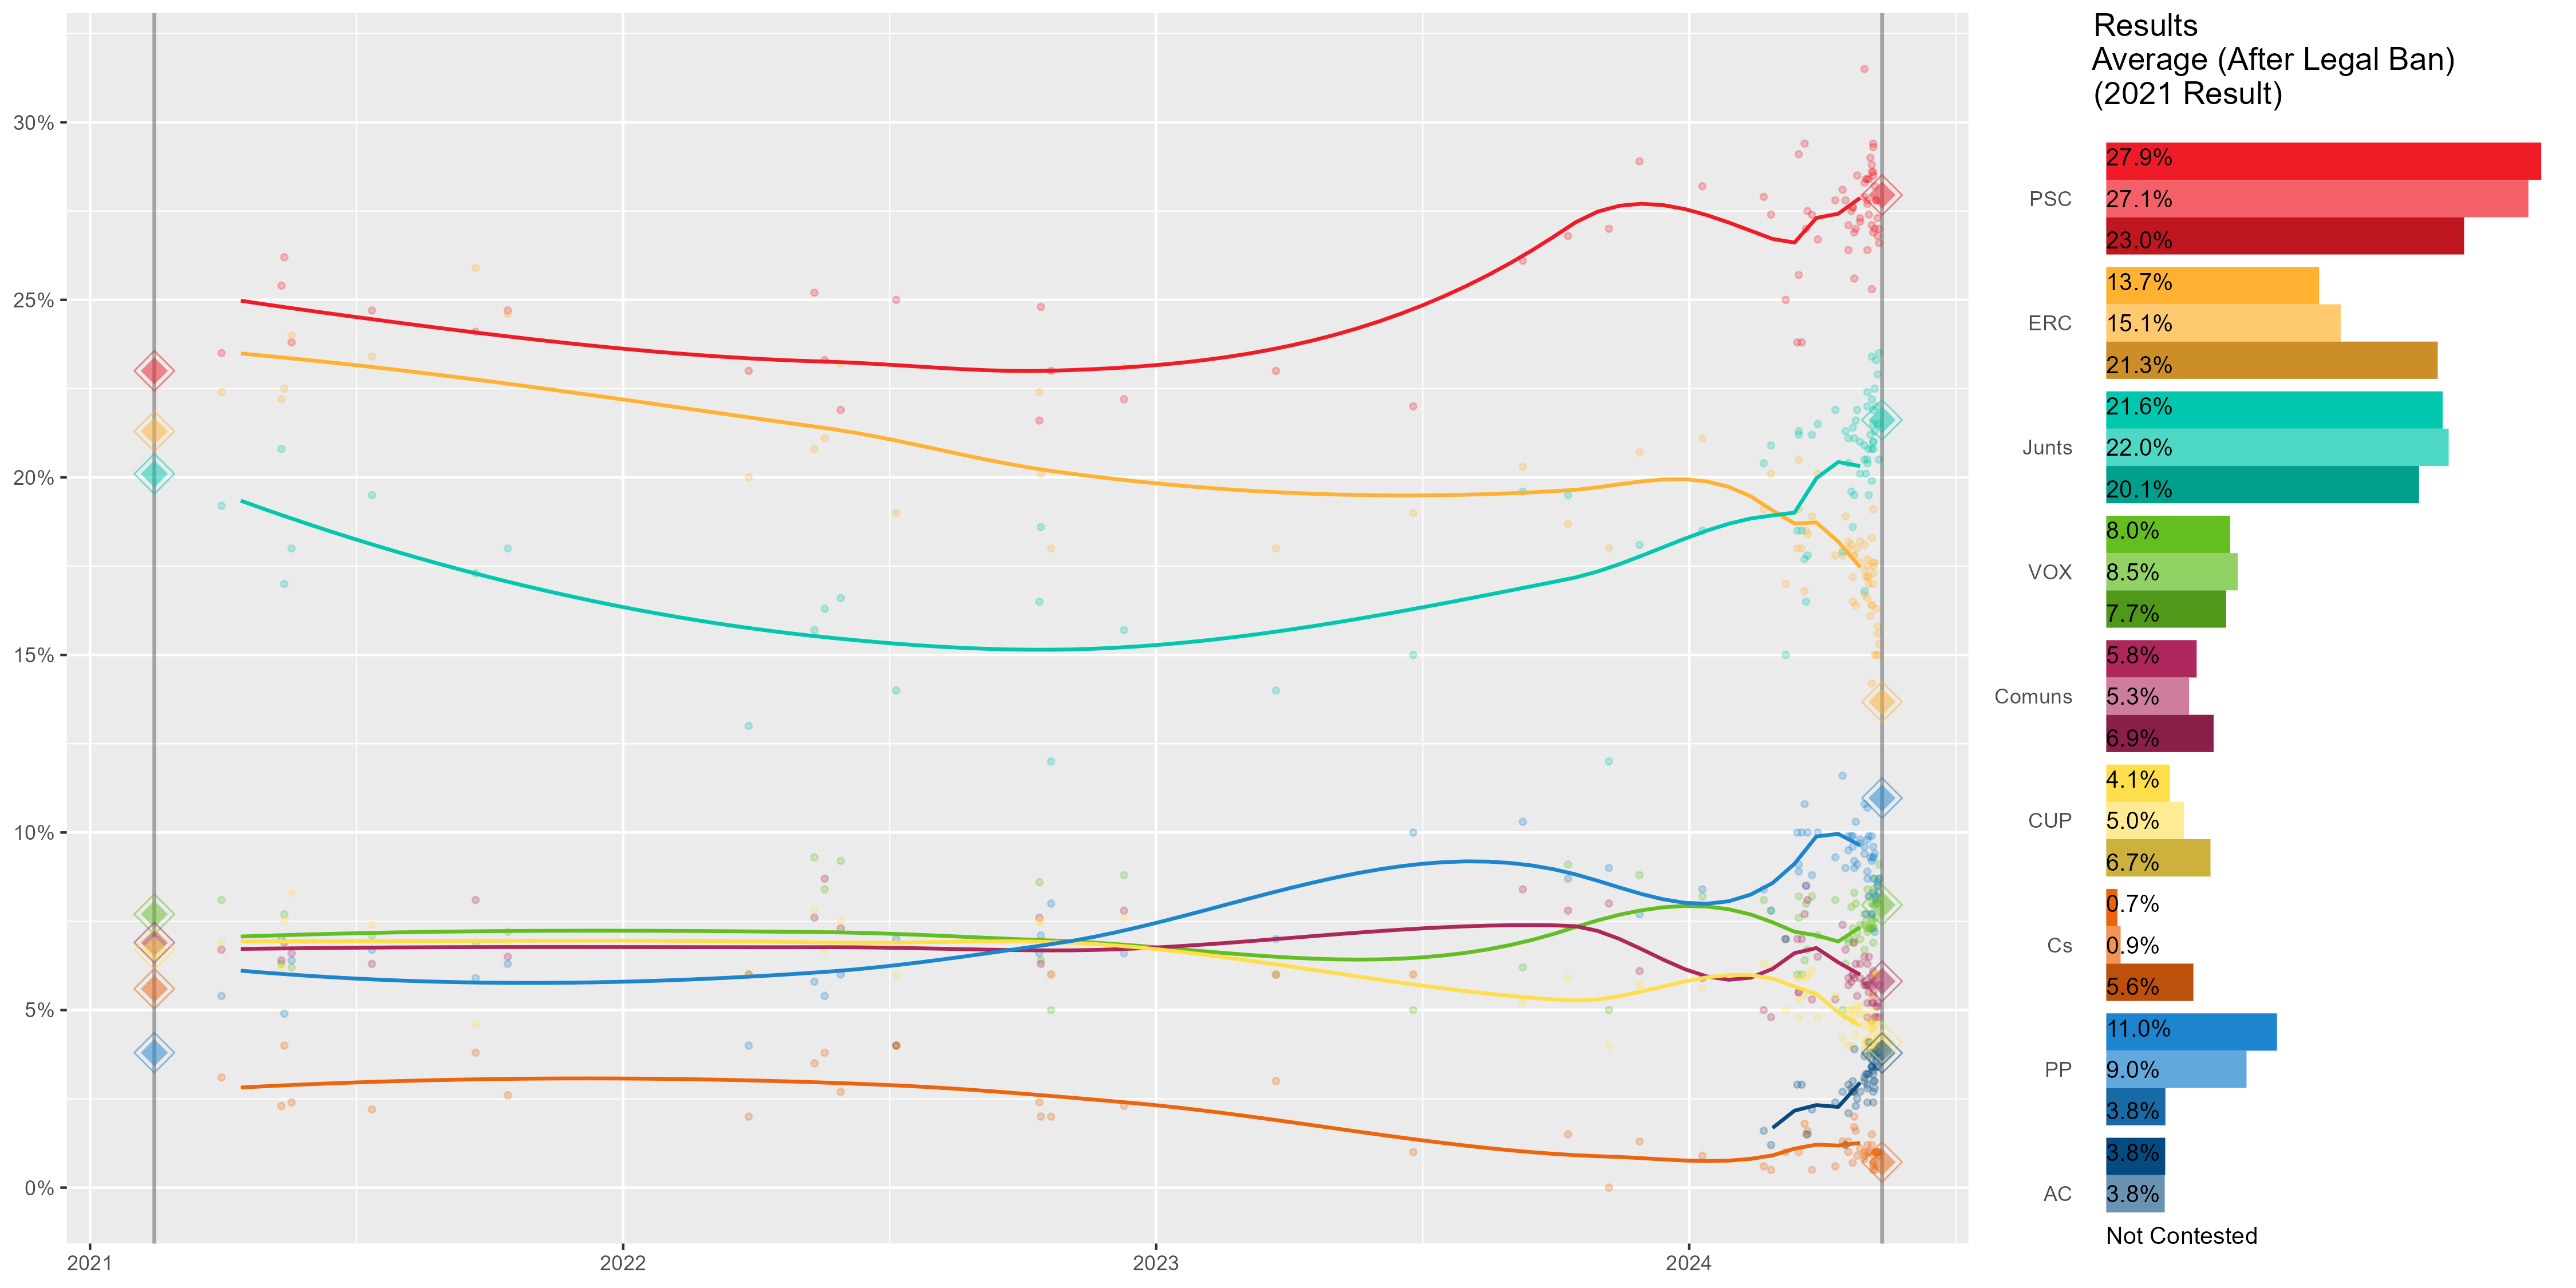 30%
25%
20%
15%
10%
5%
0%
2021
2022
2023
2024
Results
Average (After Legal Ban)
(2021 Result)
PSC
27.9%
27.1%
23.0%
ERC
13.7%
15.1%
21.3%
Junts
21.6%
22.0%
20.1%
VOX
8.0%
8.5%
7.7%
Comuns
5.8%
5.3%
6.9%
CUP
4.1%
5.0%
6.7%
Cs
0.7%
0.9%
5.6%
PP
11.0%
9.0%
3.8%
AC
3.8%
3.8%
Not Contested